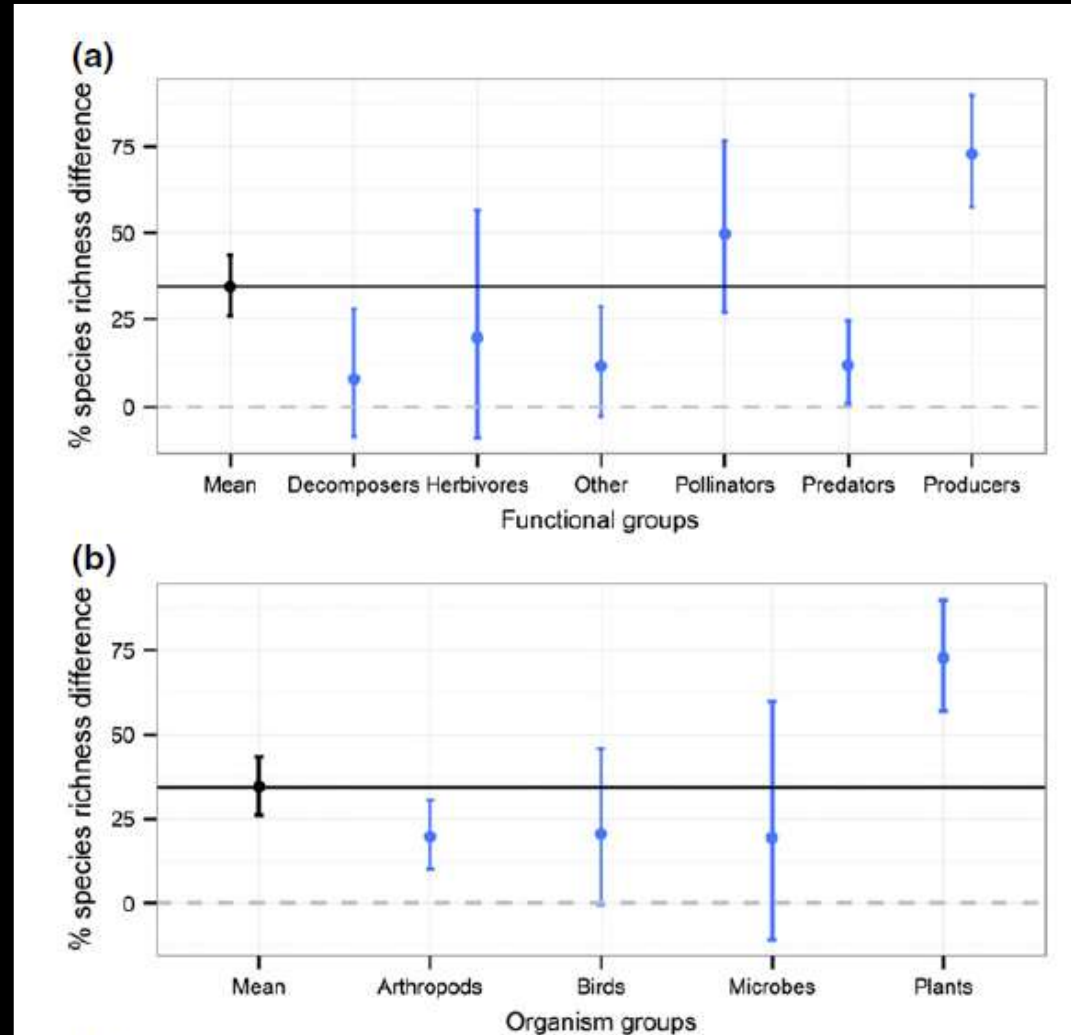 (a)
% species richness difference
75
50
25
0
Mean Decomposers Herbivores Other Pollinators Predators Producers
Functional groups
(b)
% species richness difference
75
50
25
0
Mean Arthropods Birds Microbes Plants
Organism groups